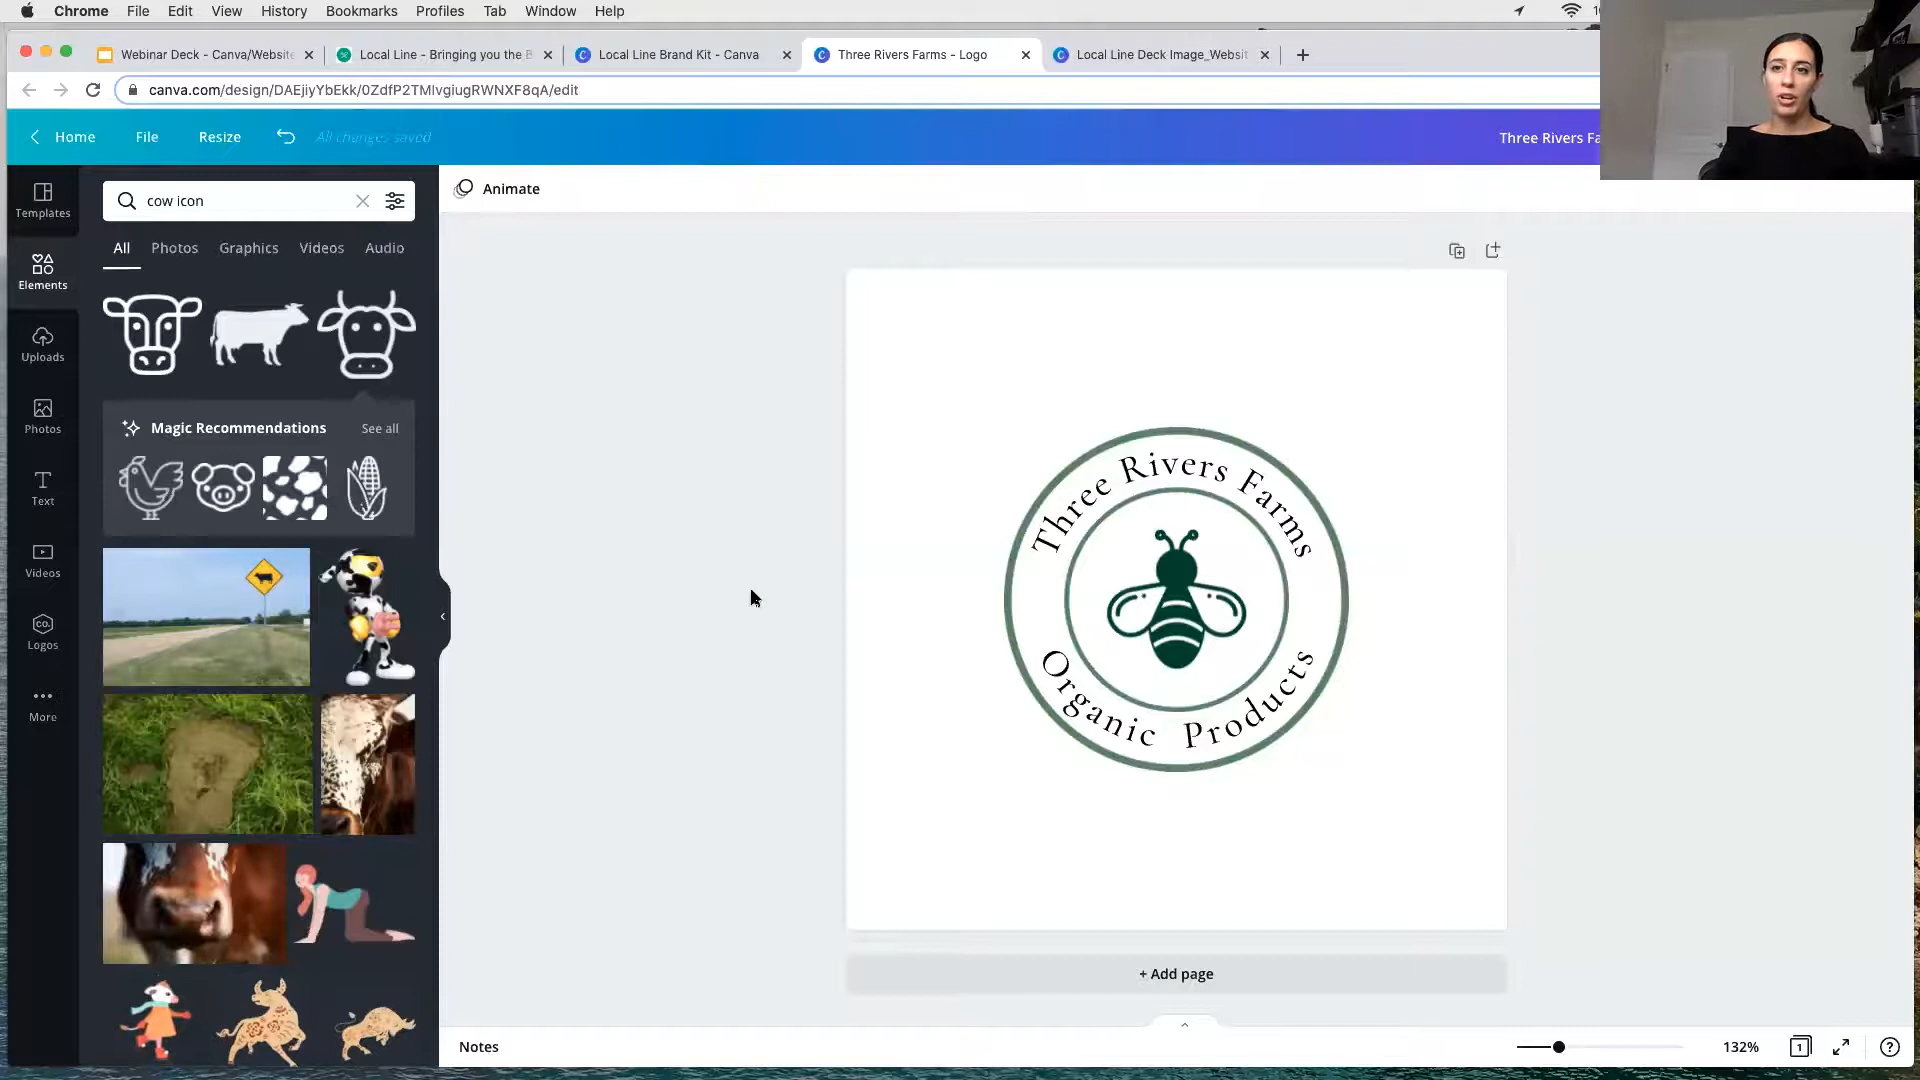 Chrome File Edit View History Bookmarks Profiles Tab Window Help
Webinar Deck - Canva/Website
Local Line - Bringing you the B
Local Line Brand Kit - Canva
Three Rivers Farms - Logo
Local Line Deck Image_Websit
canva.com/design/DAEjiyYbEkk/0ZdfP2TMlvgiugRWNXF8qA/edit
Home File Resize All changes saved
Three Rivers Fa
Templates
Elements
Uploads
Photos
Text
Videos
CO.
Logos
More
cow icon
All Photos Graphics Videos Audio
Magic Recommendations See all
Animate
Three Rivers Farms
Organic Products
+ Add page
Notes
132%
1